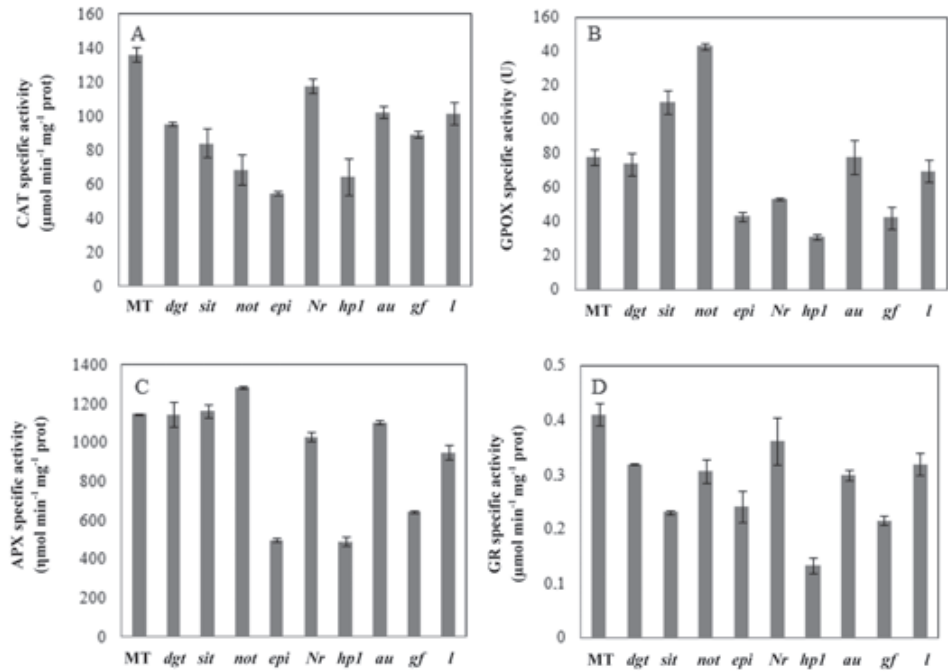 A
160
140
120
100
80
60
40
20
0
CAT specific activity
(µmol min⁻¹ mg⁻¹ prot)
MT dgt sit not epi Nr hp1 au gf l
B
160
40
20
00
80
60
40
20
0
GPOX specific activity (U)
MT dgt sit not epi Nr hp1 au gf l
C
1400
1200
1000
800
600
400
200
0
APX specific activity
(ηmol min⁻¹ mg⁻¹ prot)
MT dgt sit not epi Nr hp1 au gf l
D
0.5
0.4
0.3
0.2
0.1
0
GR specific activity
(µmol min⁻¹ mg⁻¹ prot)
MT dgt sit not epi Nr hp1 au gf l